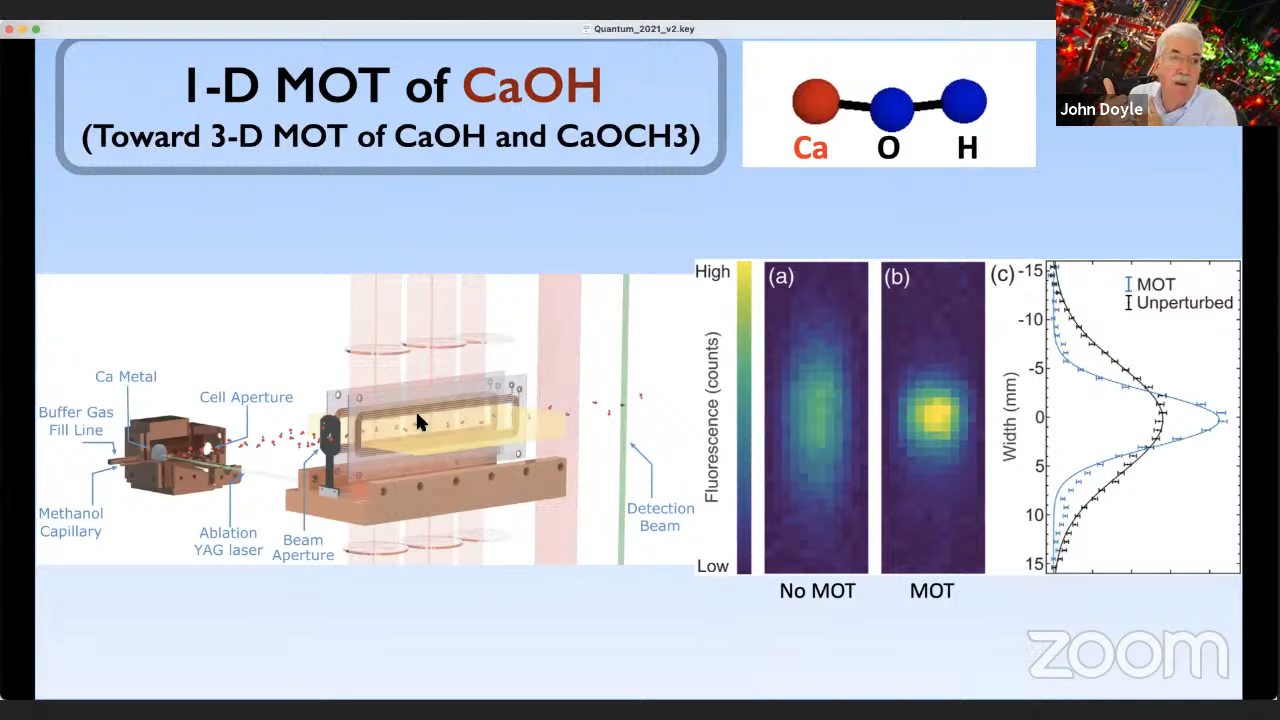 Quantum_2021_v2.key
1-D MOT of CaOH
(Toward 3-D MOT of CaOH and CaOCH3)
Ca O H
John Doyle
Ca Metal
Buffer Gas
Fill Line
Cell Aperture
Methanol
Capillary
Ablation
YAG laser
Beam
Aperture
Detection
Beam
High
Fluorescence (counts)
Low
(a)
No MOT
(b)
MOT
(c)
Width (mm)
-15
-10
-5
0
5
10
15
MOT
Unperturbed
zoom